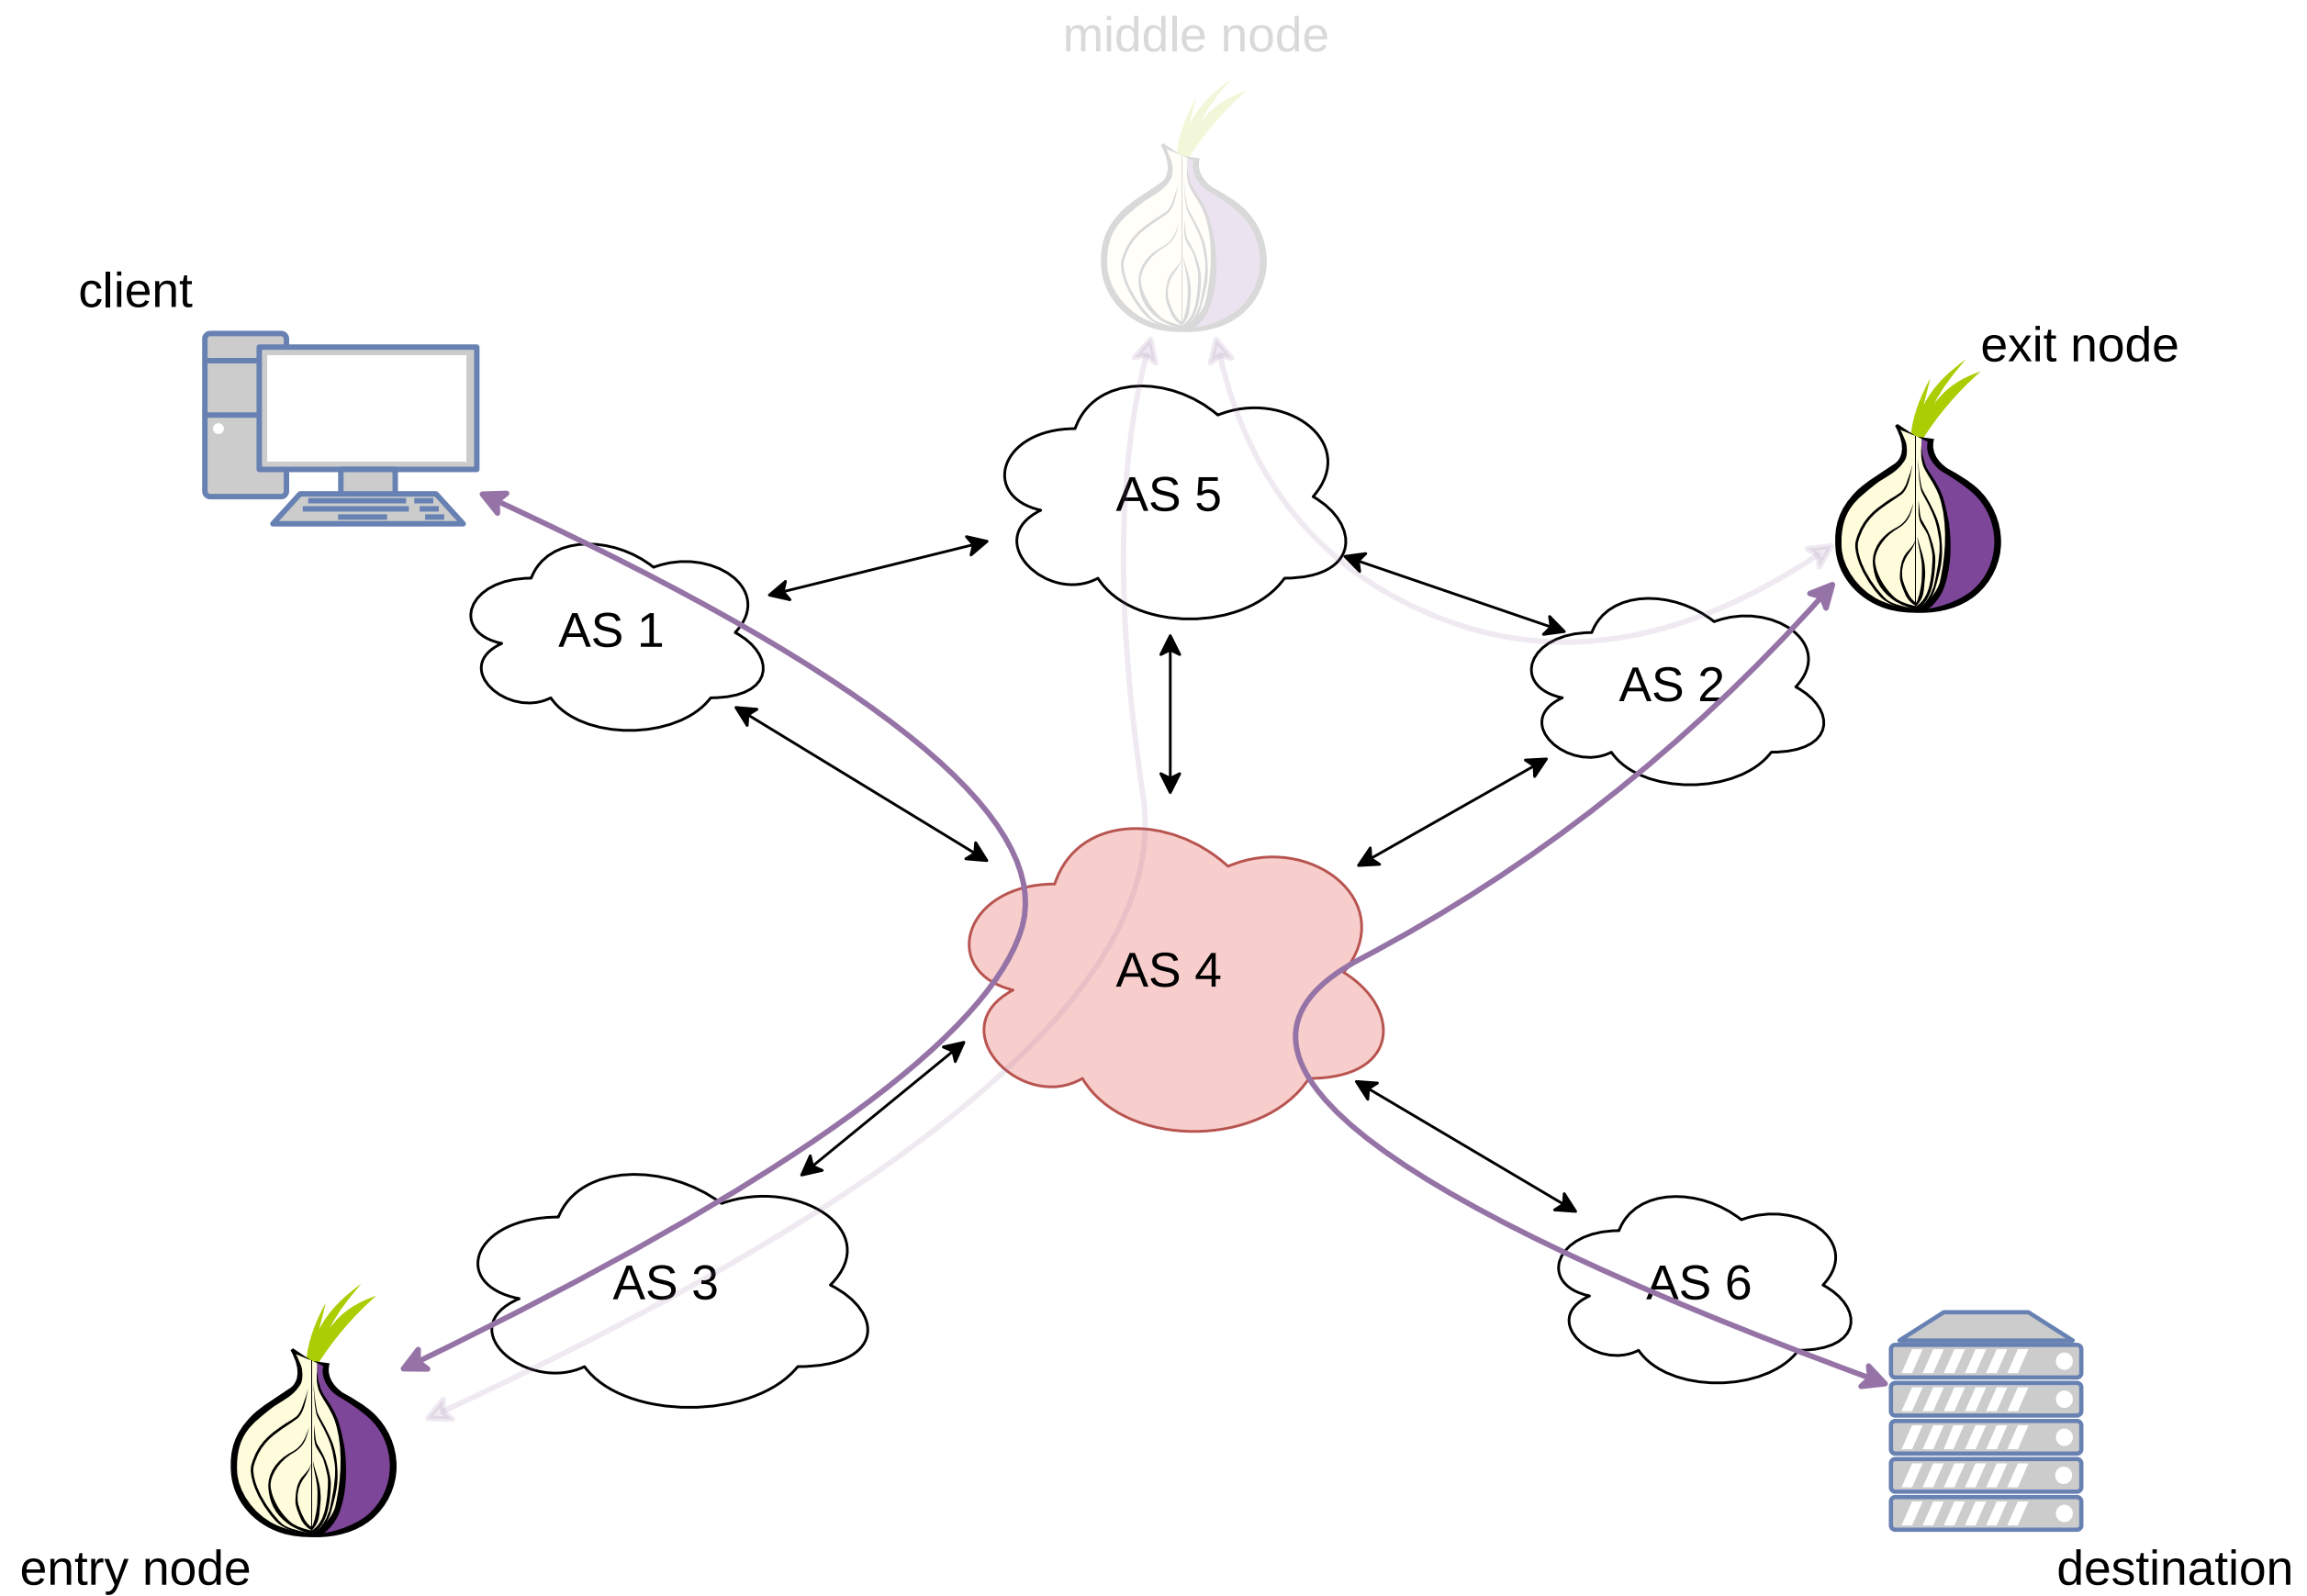 middle node
client
exit node
AS 5
AS 1
AS 2
AS 4
AS 3
AS 6
entry node
destination